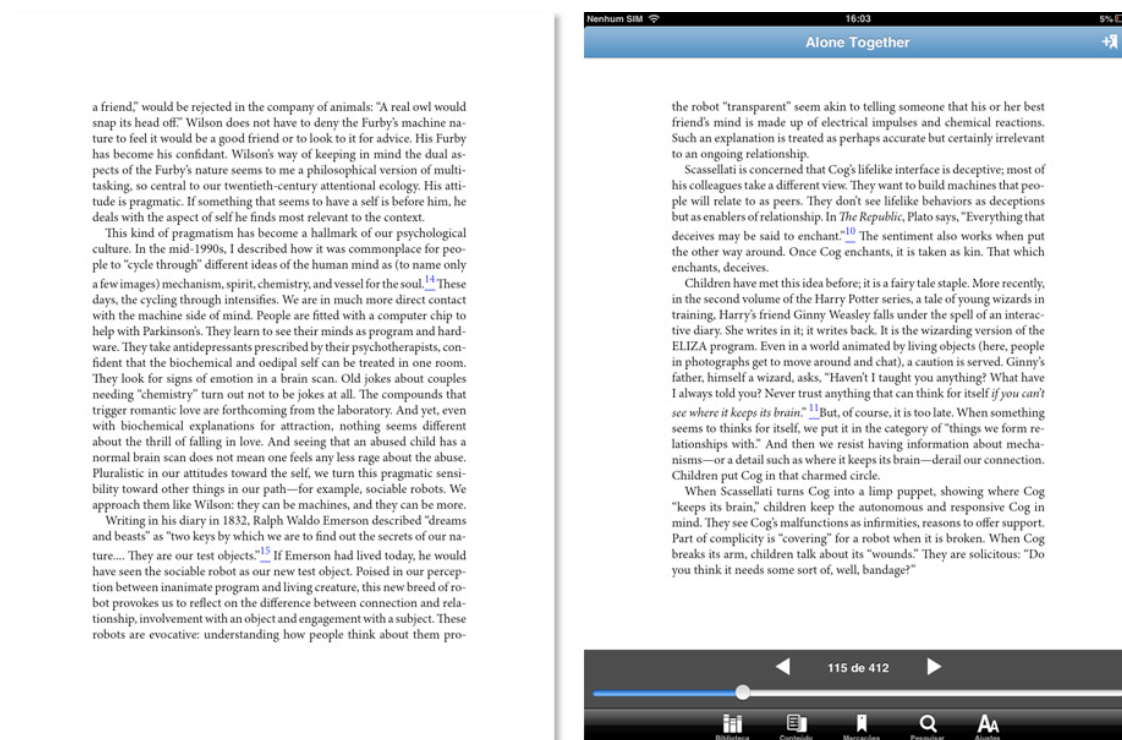 a friend,” would be rejected in the company of animals: “A real owl would
snap its head off.” Wilson does not have to deny the Furby’s machine na-
ture to feel it would be a good friend or to look to it for advice. His Furby
has become his confidant. Wilson’s way of keeping in mind the dual as-
pects of the Furby’s nature seems to me a philosophical version of multi-
tasking, so central to our twentieth-century attentional ecology. His atti-
tude is pragmatic. If something that seems to have a self is before him, he
deals with the aspect of self he finds most relevant to the context.
This kind of pragmatism has become a hallmark of our psychological
culture. In the mid-1990s, I described how it was commonplace for peo-
ple to “cycle through” different ideas of the human mind as (to name only
a few images) mechanism, spirit, chemistry, and vessel for the soul.14 These
days, the cycling through intensifies. We are in much more direct contact
with the machine side of mind. People are fitted with a computer chip to
help with Parkinson’s. They learn to see their minds as program and hard-
ware. They take antidepressants prescribed by their psychotherapists, con-
fident that the biochemical and oedipal self can be treated in one room.
They look for signs of emotion in a brain scan. Old jokes about couples
needing “chemistry” turn out not to be jokes at all. The compounds that
trigger romantic love are forthcoming from the laboratory. And yet, even
with biochemical explanations for attraction, nothing seems different
about the thrill of falling in love. And seeing that an abused child has a
normal brain scan does not mean one feels any less rage about the abuse.
Pluralistic in our attitudes toward the self, we turn this pragmatic sensi-
bility toward other things in our path—for example, sociable robots. We
approach them like Wilson: they can be machines, and they can be more.
Writing in his diary in 1832, Ralph Waldo Emerson described “dreams
and beasts” as “two keys by which we are to find out the secrets of our na-
ture.... They are our test objects.”15 If Emerson had lived today, he would
have seen the sociable robot as our new test object. Poised in our percep-
tion between inanimate program and living creature, this new breed of ro-
bot provokes us to reflect on the difference between connection and rela-
tionship, involvement with an object and engagement with a subject. These
robots are evocative: understanding how people think about them pro-
Nenhum SIM 16:03 5%
Alone Together
the robot “transparent” seem akin to telling someone that his or her best
friend’s mind is made up of electrical impulses and chemical reactions.
Such an explanation is treated as perhaps accurate but certainly irrelevant
to an ongoing relationship.
Scassellati is concerned that Cog’s lifelike interface is deceptive; most of
his colleagues take a different view. They want to build machines that peo-
ple will relate to as peers. They don’t see lifelike behaviors as deceptions
but as enablers of relationship. In The Republic, Plato says, “Everything that
deceives may be said to enchant.”10 The sentiment also works when put
the other way around. Once Cog enchants, it is taken as kin. That which
enchants, deceives.
Children have met this idea before; it is a fairy tale staple. More recently,
in the second volume of the Harry Potter series, a tale of young wizards in
training, Harry’s friend Ginny Weasley falls under the spell of an interac-
tive diary. She writes in it; it writes back. It is the wizarding version of the
ELIZA program. Even in a world animated by living objects (here, people
in photographs get to move around and chat), a caution is served. Ginny’s
father, himself a wizard, asks, “Haven’t I taught you anything? What have
I always told you? Never trust anything that can think for itself if you can’t
see where it keeps its brain.” 11But, of course, it is too late. When something
seems to thinks for itself, we put it in the category of “things we form re-
lationships with.” And then we resist having information about mecha-
nisms—or a detail such as where it keeps its brain—derail our connection.
Children put Cog in that charmed circle.
When Scassellati turns Cog into a limp puppet, showing where Cog
“keeps its brain,” children keep the autonomous and responsive Cog in
mind. They see Cog’s malfunctions as infirmities, reasons to offer support.
Part of complicity is “covering” for a robot when it is broken. When Cog
breaks its arm, children talk about its “wounds.” They are solicitous: “Do
you think it needs some sort of, well, bandage?”
115 de 412
Biblioteca Conteúdo Marcações Pesquisar Ajustes